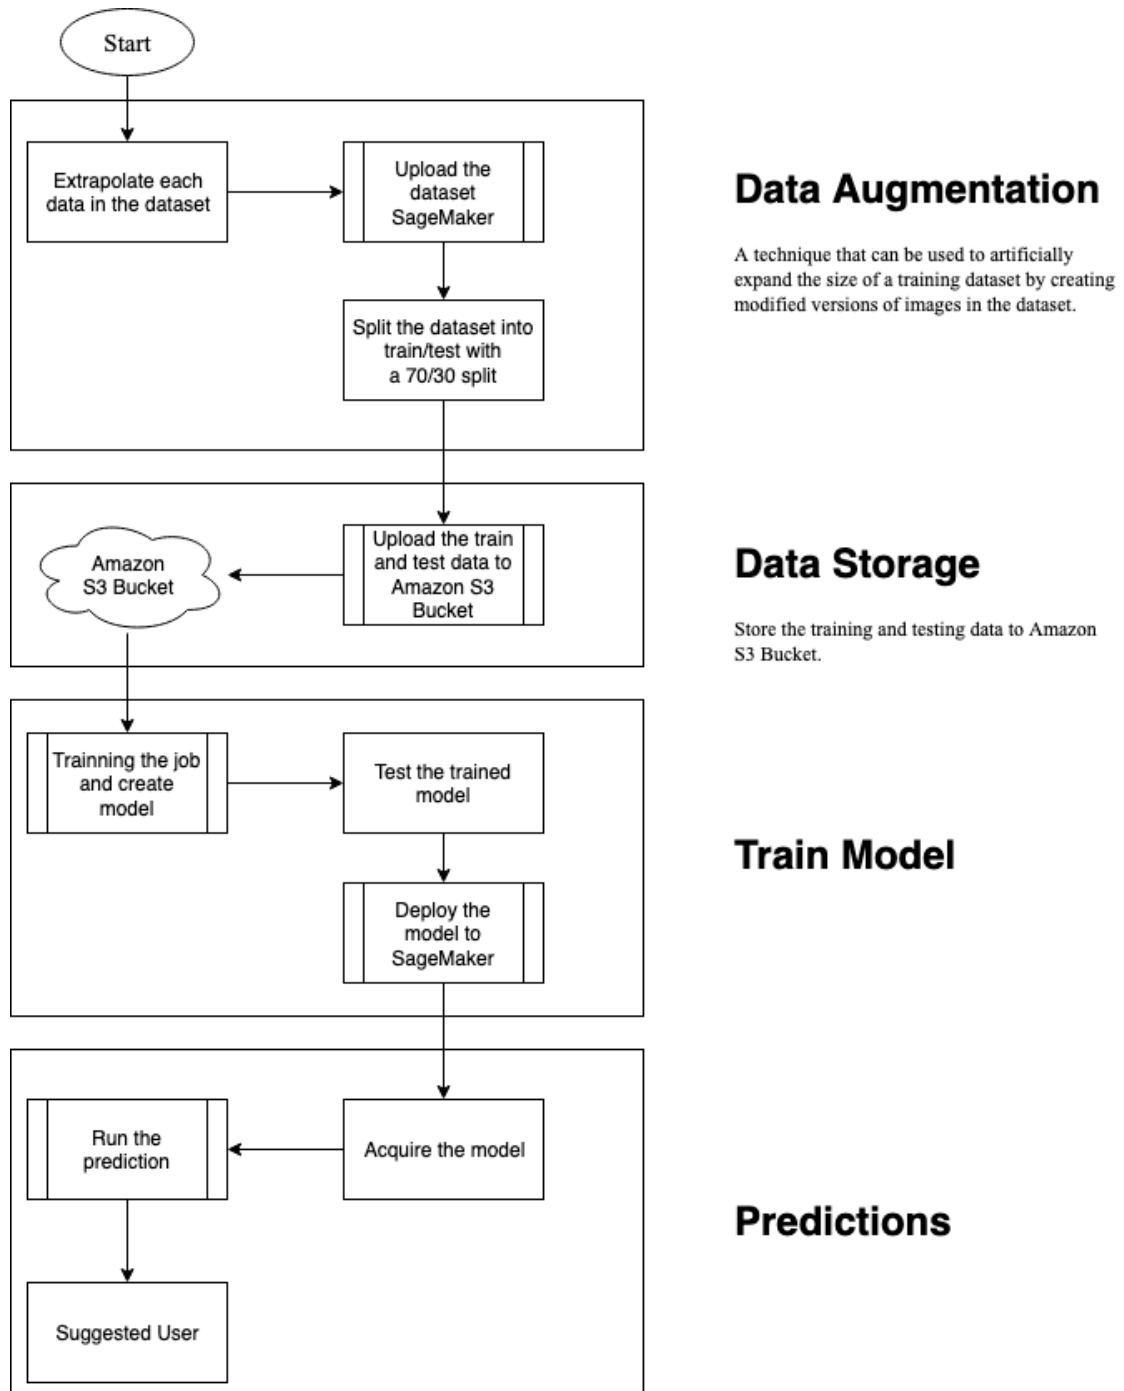 Start
Extrapolate each
data in the dataset
Upload the
dataset
SageMaker
Split the dataset into
train/test with
a 70/30 split
Data Augmentation
A technique that can be used to artificially
expand the size of a training dataset by creating
modified versions of images in the dataset.
Amazon
S3 Bucket
Upload the train
and test data to
Amazon S3
Bucket
Data Storage
Store the training and testing data to Amazon
S3 Bucket.
Trainning the job
and create
model
Test the trained
model
Deploy the
model to
SageMaker
Train Model
Run the
prediction
Acquire the model
Suggested User
Predictions